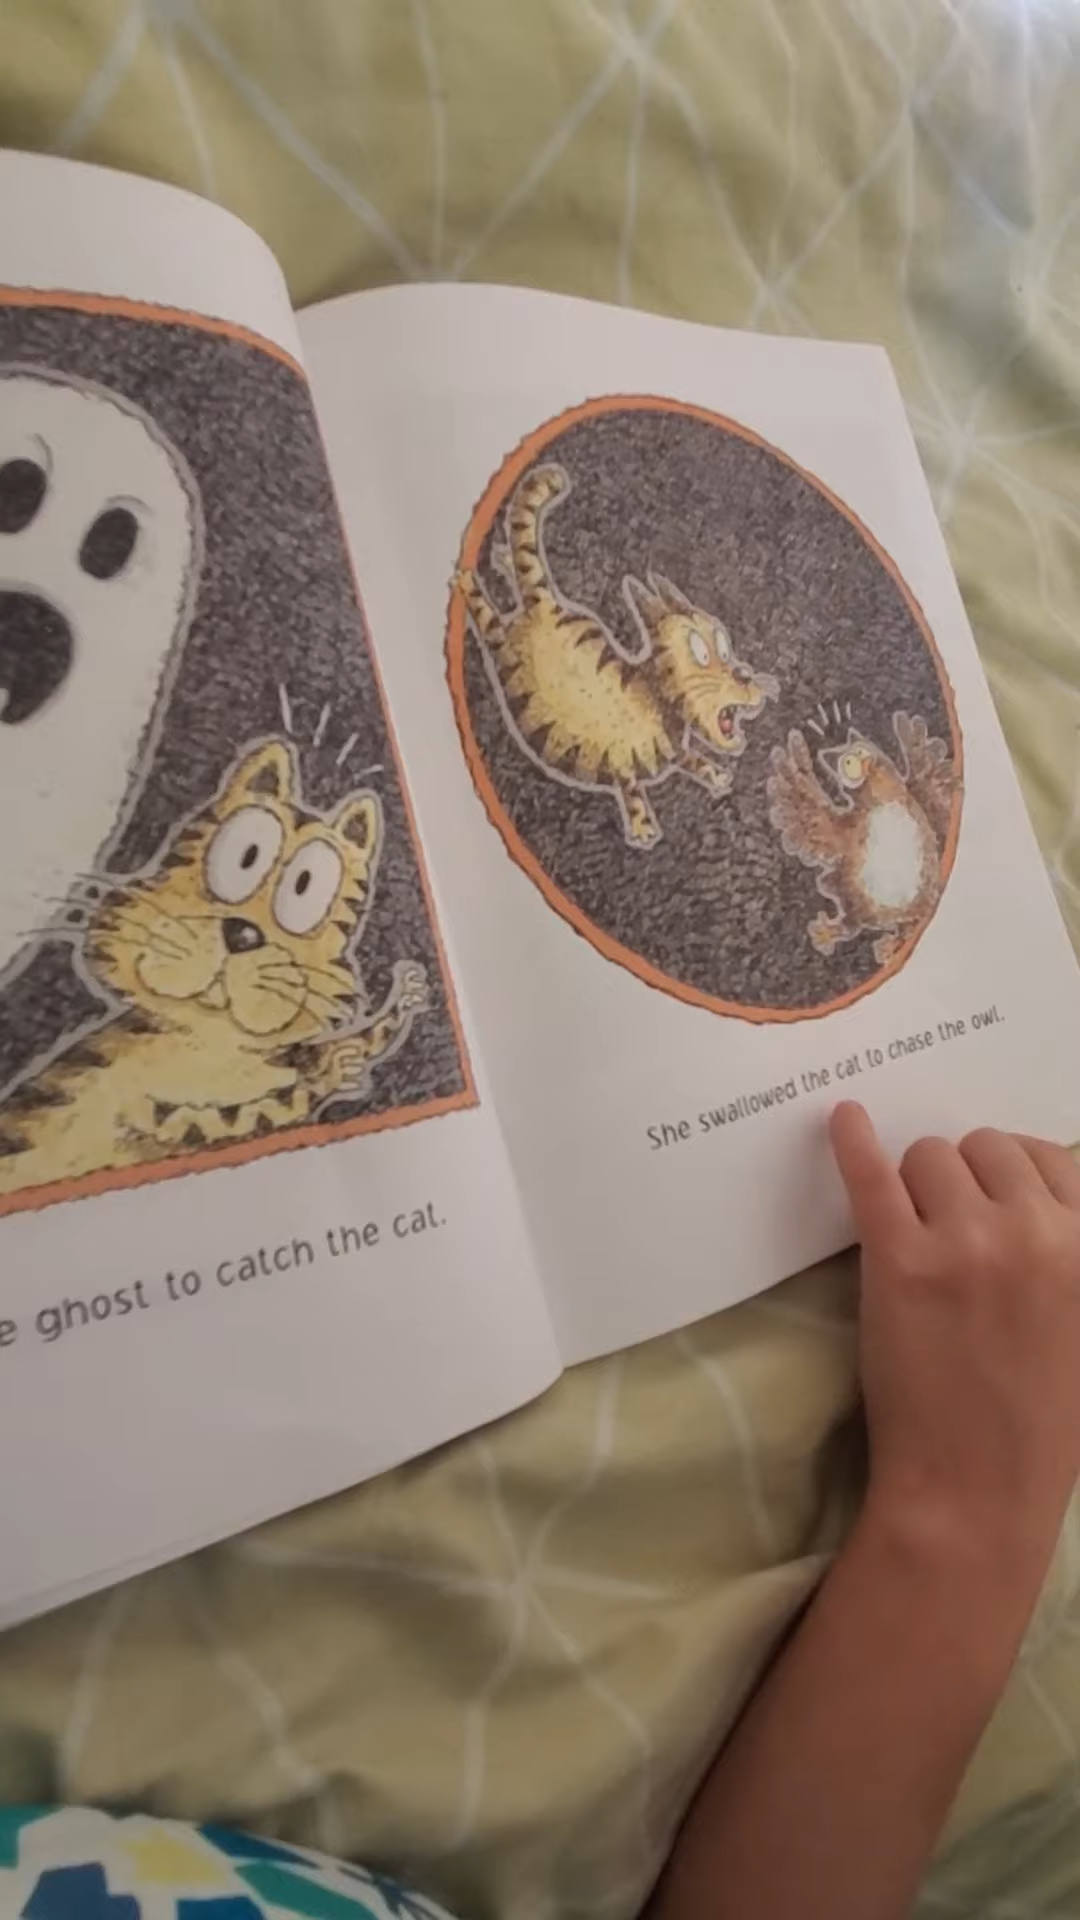 ghost to catch the cat.
She swallowed the cat to chase the owl.